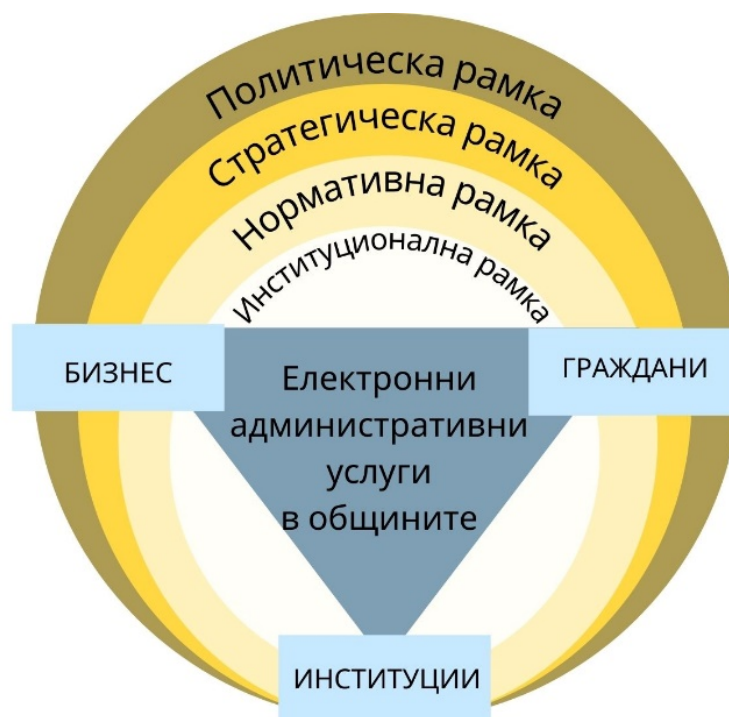 Политическа рамка
Стратегическа рамка
Нормативна рамка
Институционална рамка
БИЗНЕС
ГРАЖДАНИ
Електронни
административни
услуги
в общините
ИНСТИТУЦИИ